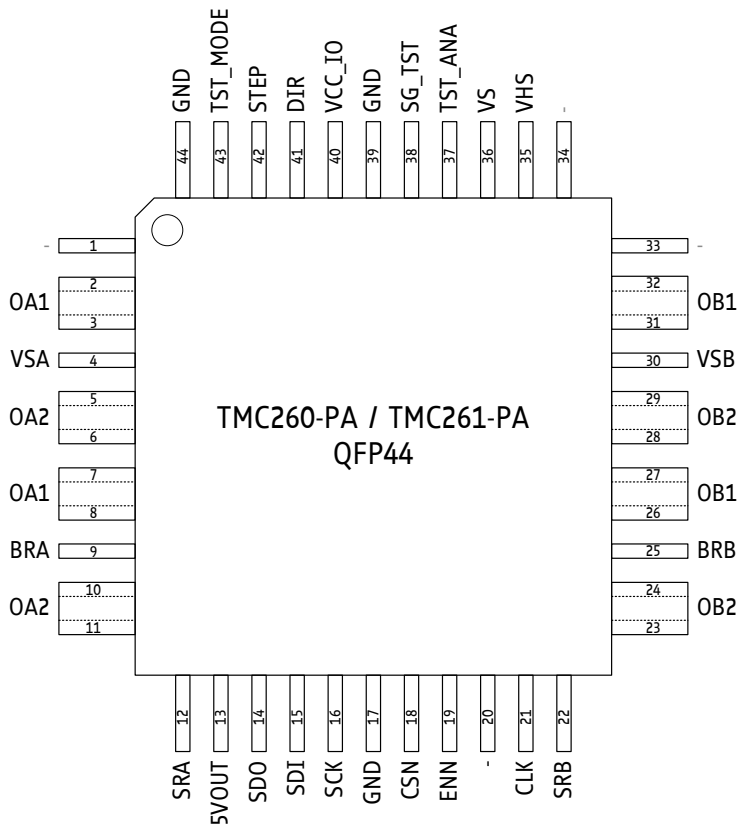 GND TST_MODE STEP DIR VCC_IO GND SG_TST TST_ANA VS VHS -
44 43 42 41 40 39 38 37 36 35 34
- 1 33 -
2 32
OA1 OB1
3 31
VSA 4 30 VSB
5 29
OA2 OB2
6 28
TMC260-PA / TMC261-PA
QFP44
7 27
OA1 OB1
8 26
BRA 9 25 BRB
10 24
OA2 OB2
11 23
12 13 14 15 16 17 18 19 20 21 22
SRA 5VOUT SDO SDI SCK GND CSN ENN - CLK SRB